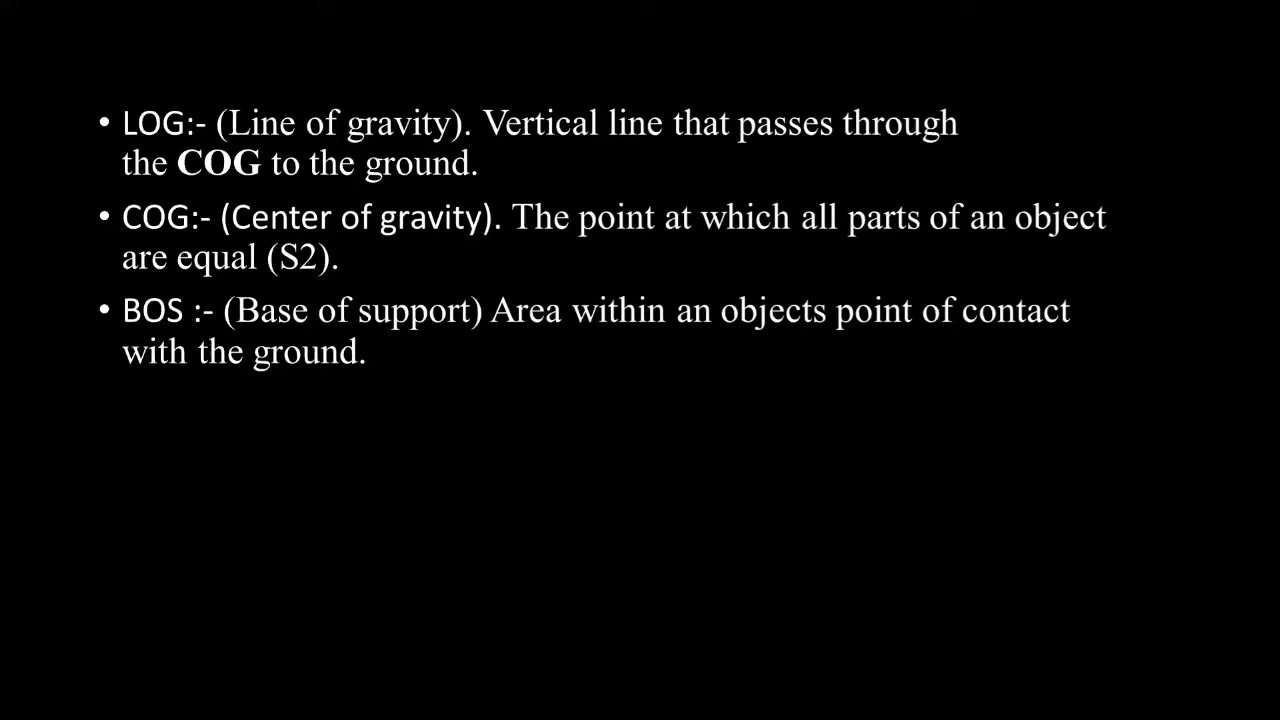 • LOG:- (Line of gravity). Vertical line that passes through
the COG to the ground.
• COG:- (Center of gravity). The point at which all parts of an object
are equal (S2).
• BOS :- (Base of support) Area within an objects point of contact
with the ground.